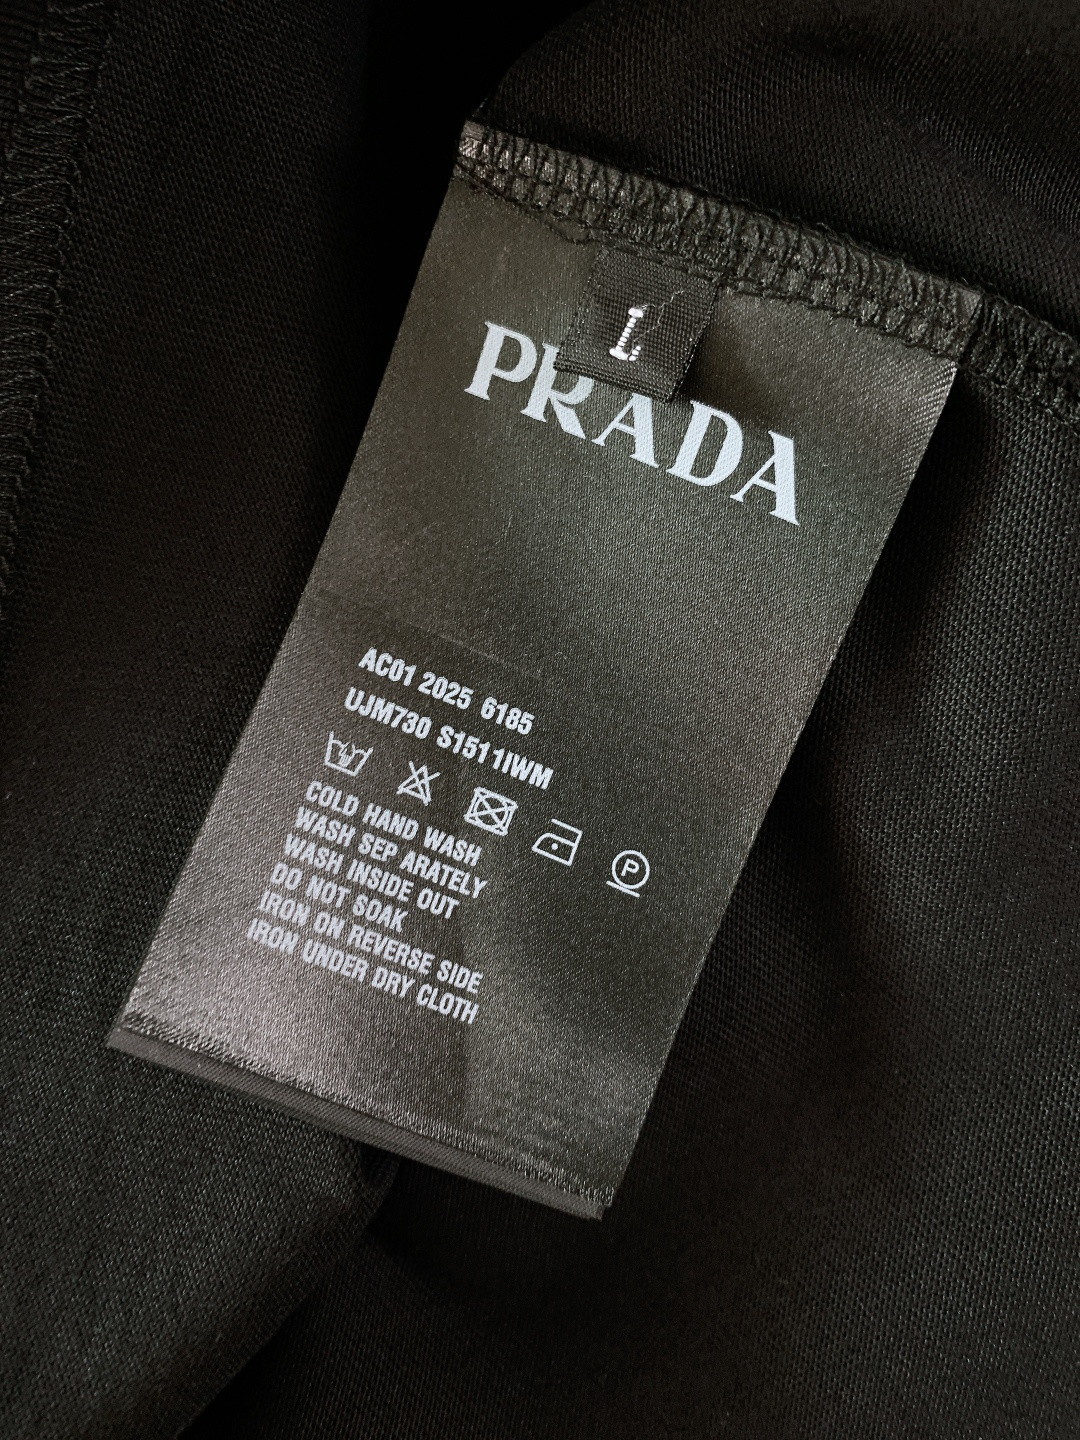 L
PRADA
AC01 2025 6185
UJM730 S1511IWM
P
COLD HAND WASH
WASH SEP ARATELY
WASH INSIDE OUT
DO NOT SOAK
IRON ON REVERSE SIDE
IRON UNDER DRY CLOTH